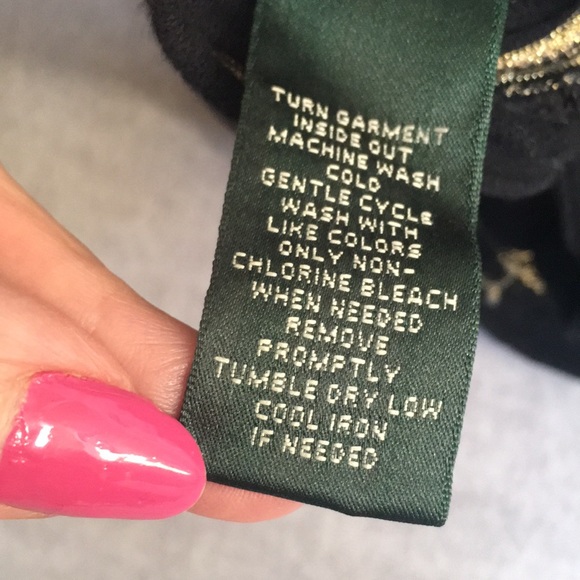 TURN GARMENT
INSIDE OUT
MACHINE WASH
COLD
GENTLE CYCLe
WASH WITH
LIKE COLORS
ONLY NON-
CHLORINE BLEACH
WHEN NEEDED
REMOVE
PROMPTLY
TUMBLE DRY LOW
COOL IRON
IF NEEDED